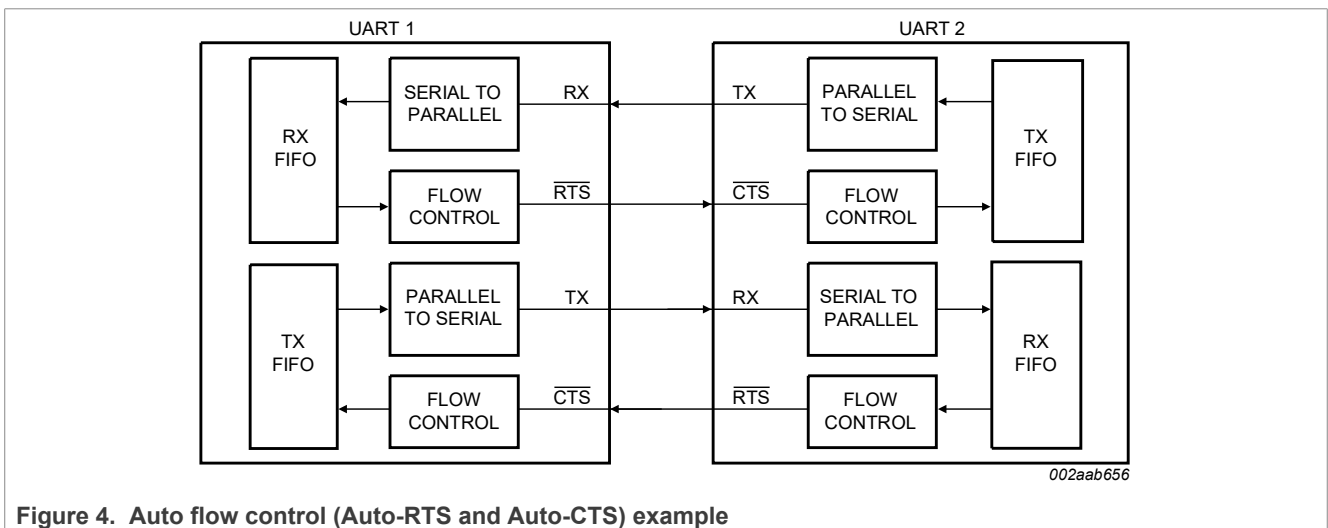 UART 1
UART 2
SERIAL TO
PARALLEL
RX
TX
PARALLEL
TO SERIAL
RX
FIFO
TX
FIFO
FLOW
CONTROL
RTS
CTS
FLOW
CONTROL
PARALLEL
TO SERIAL
TX
RX
SERIAL TO
PARALLEL
TX
FIFO
RX
FIFO
FLOW
CONTROL
CTS
RTS
FLOW
CONTROL
002aab656
Figure 4. Auto flow control (Auto-RTS and Auto-CTS) example